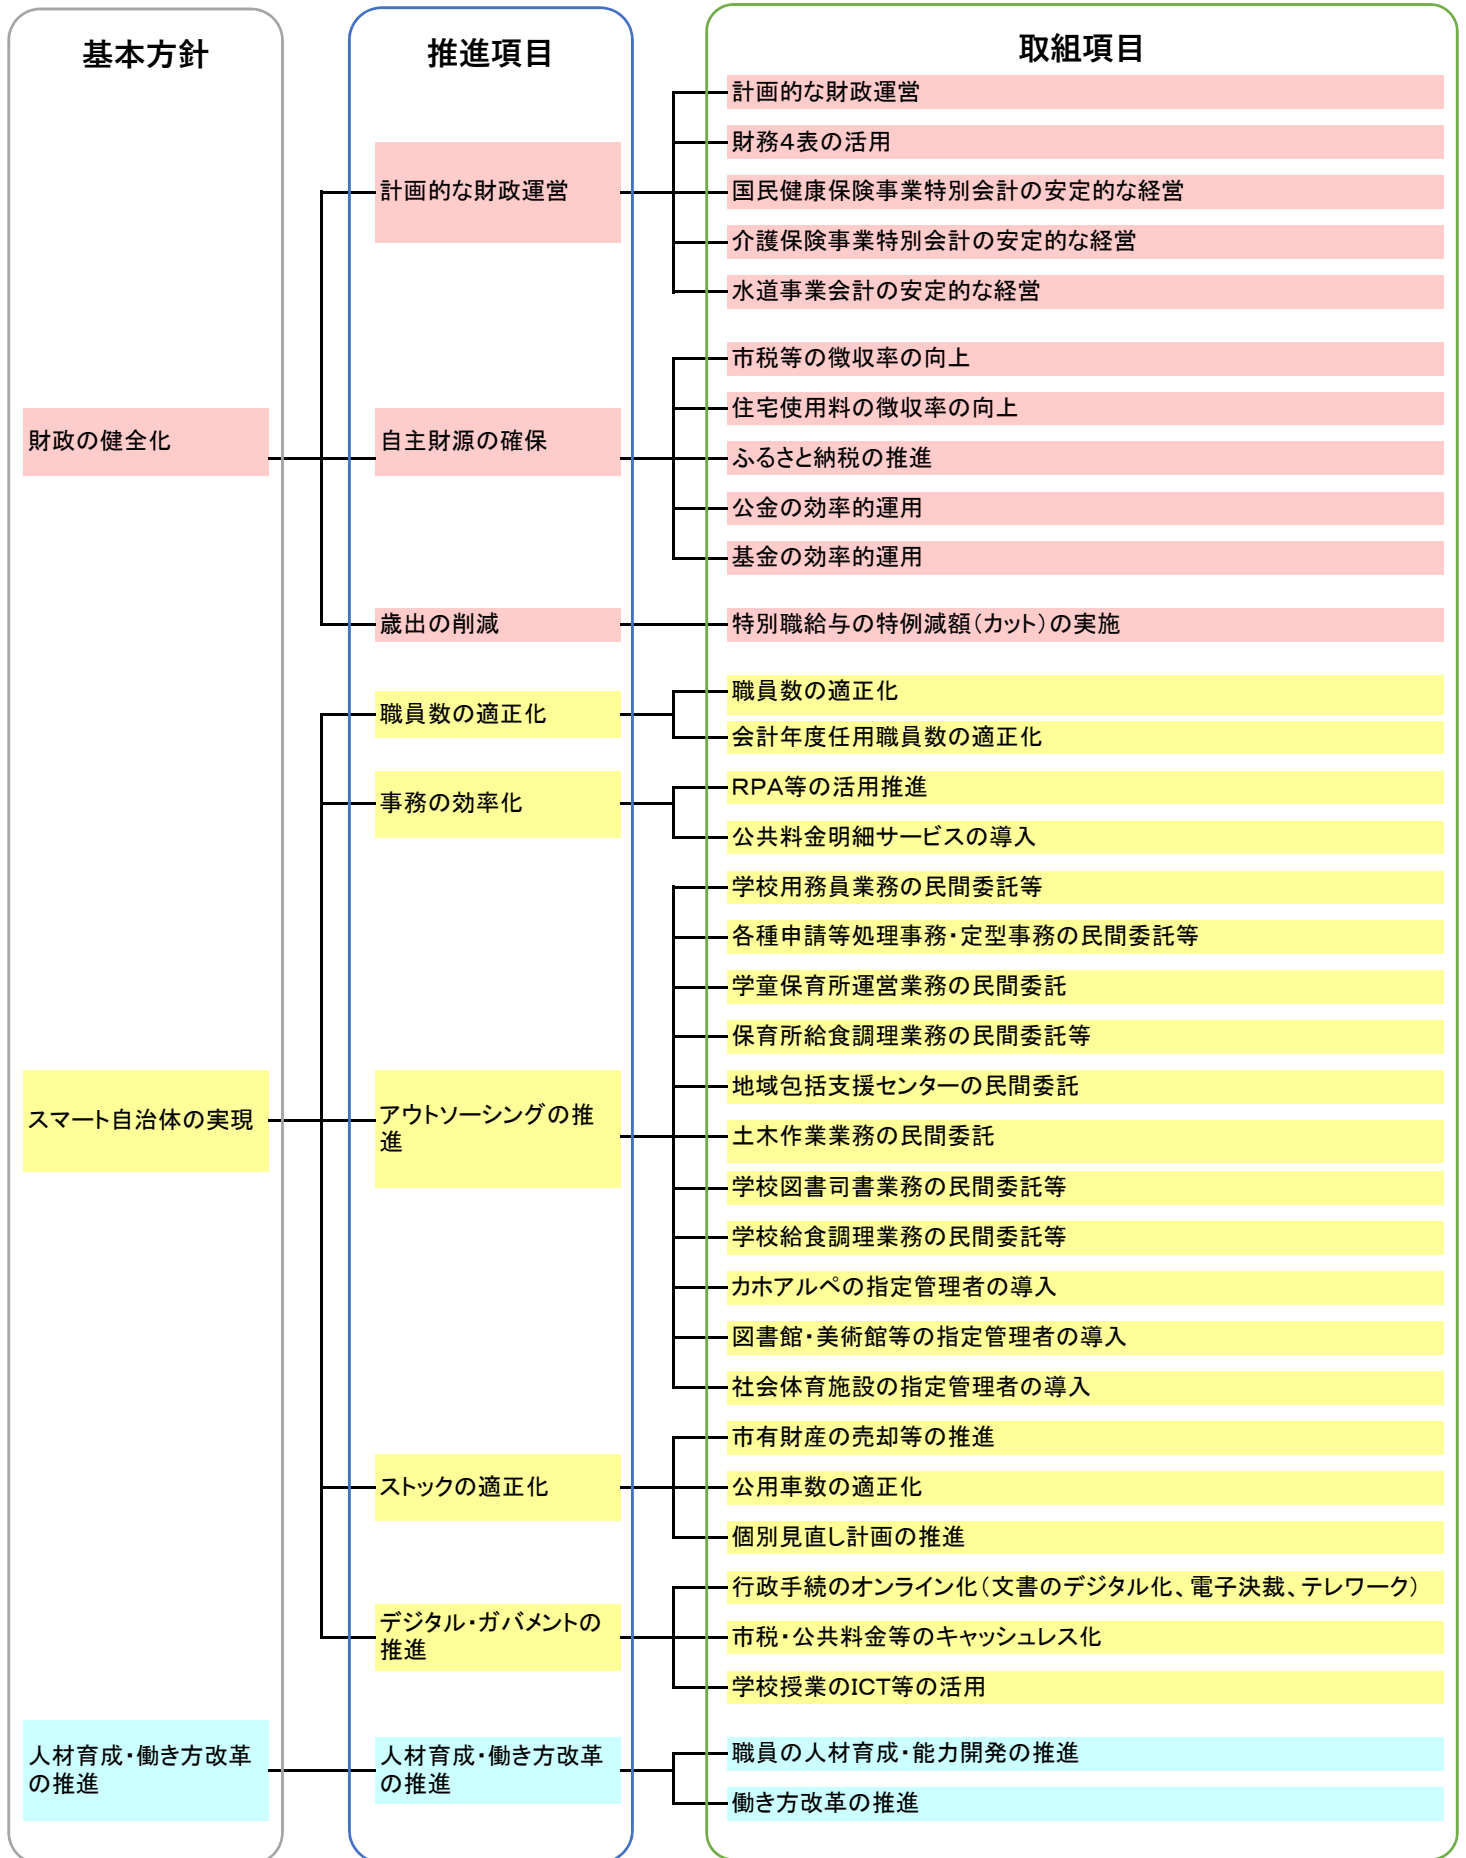 基本方針
推進項目
取組項目
財政の健全化
計画的な財政運営
計画的な財政運営
財務4表の活用
国民健康保険事業特別会計の安定的な経営
介護保険事業特別会計の安定的な経営
水道事業会計の安定的な経営
自主財源の確保
市税等の徴収率の向上
住宅使用料の徴収率の向上
ふるさと納税の推進
公金の効率的運用
基金の効率的運用
歳出の削減
特別職給与の特例減額（カット）の実施
スマート自治体の実現
職員数の適正化
職員数の適正化
会計年度任用職員数の適正化
事務の効率化
RPA等の活用推進
公共料金明細サービスの導入
アウトソーシングの推
進
学校用務員業務の民間委託等
各種申請等処理事務・定型事務の民間委託等
学童保育所運営業務の民間委託
保育所給食調理業務の民間委託等
地域包括支援センターの民間委託
土木作業業務の民間委託
学校図書司書業務の民間委託等
学校給食調理業務の民間委託等
カホアルペの指定管理者の導入
図書館・美術館等の指定管理者の導入
社会体育施設の指定管理者の導入
ストックの適正化
市有財産の売却等の推進
公用車数の適正化
個別見直し計画の推進
デジタル・ガバメントの
推進
行政手続のオンライン化（文書のデジタル化、電子決裁、テレワーク）
市税・公共料金等のキャッシュレス化
学校授業のICT等の活用
人材育成・働き方改革
の推進
人材育成・働き方改革
の推進
職員の人材育成・能力開発の推進
働き方改革の推進